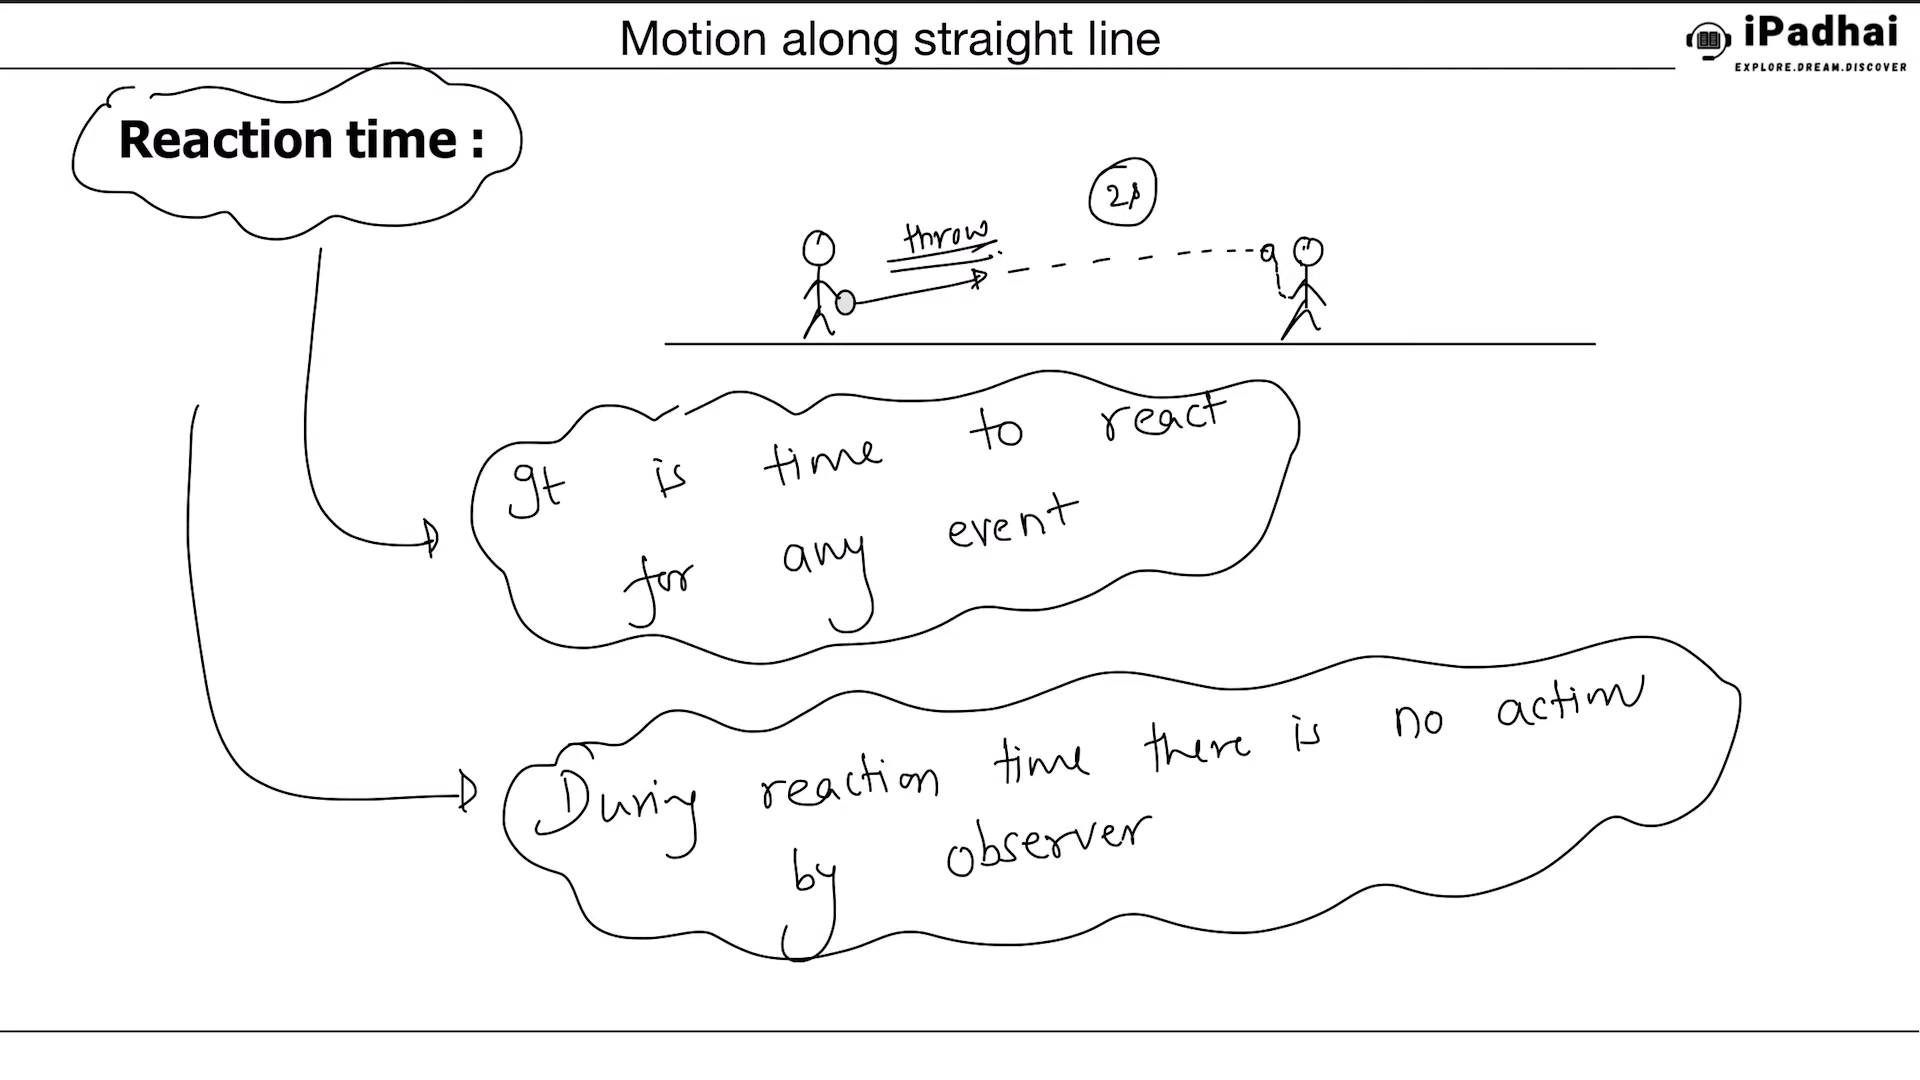 Motion along straight line
iPadhai
EXPLORE.DREAM.DISCOVER
Reaction time :
2s
throw
It is time to react
for any event
During reaction time there is no action
by observer